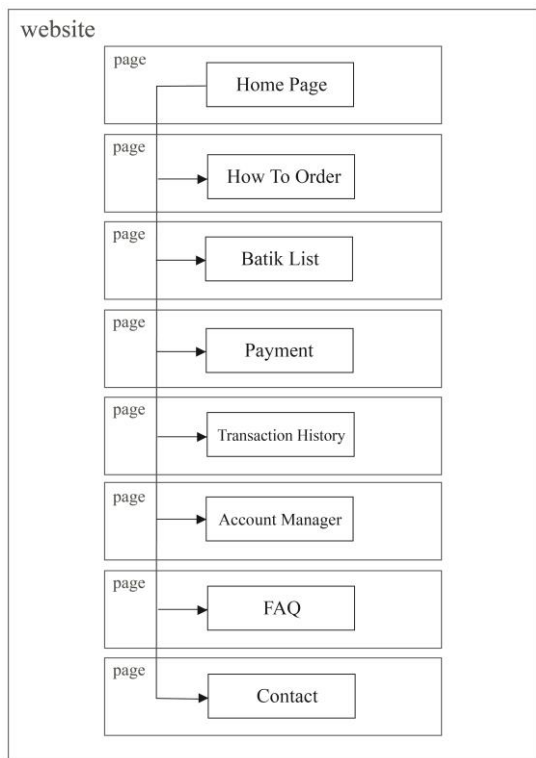 website
page
Home Page
page
How To Order
page
Batik List
page
Payment
page
Transaction History
page
Account Manager
page
FAQ
page
Contact